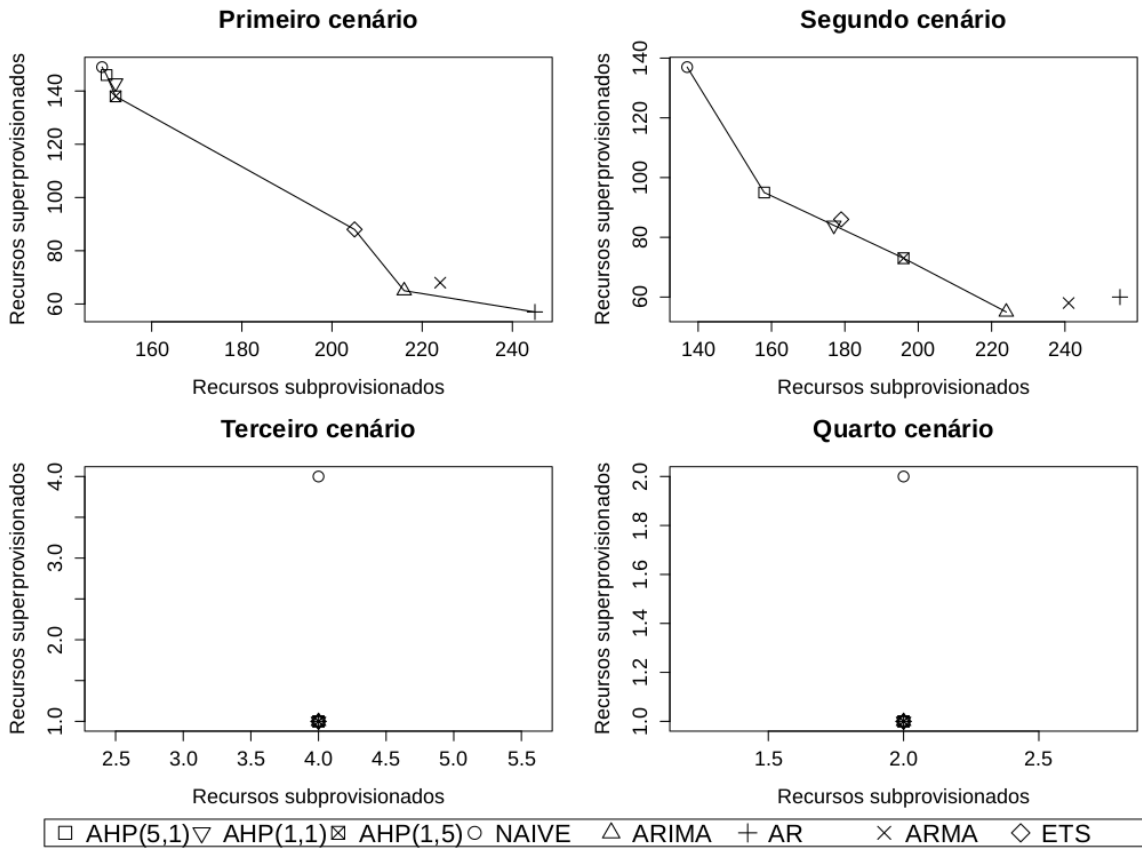 Primeiro cenário
Recursos superprovisionados
60 80 100 120 140
160 180 200 220 240
Recursos subprovisionados
Segundo cenário
Recursos superprovisionados
60 80 100 120 140
140 160 180 200 220 240
Recursos subprovisionados
Terceiro cenário
Recursos superprovisionados
1.0 2.0 3.0 4.0
2.5 3.0 3.5 4.0 4.5 5.0 5.5
Recursos subprovisionados
Quarto cenário
Recursos superprovisionados
1.0 1.2 1.4 1.6 1.8 2.0
1.5 2.0 2.5
Recursos subprovisionados
AHP(5,1) AHP(1,1) AHP(1,5) NAIVE ARIMA AR ARMA ETS